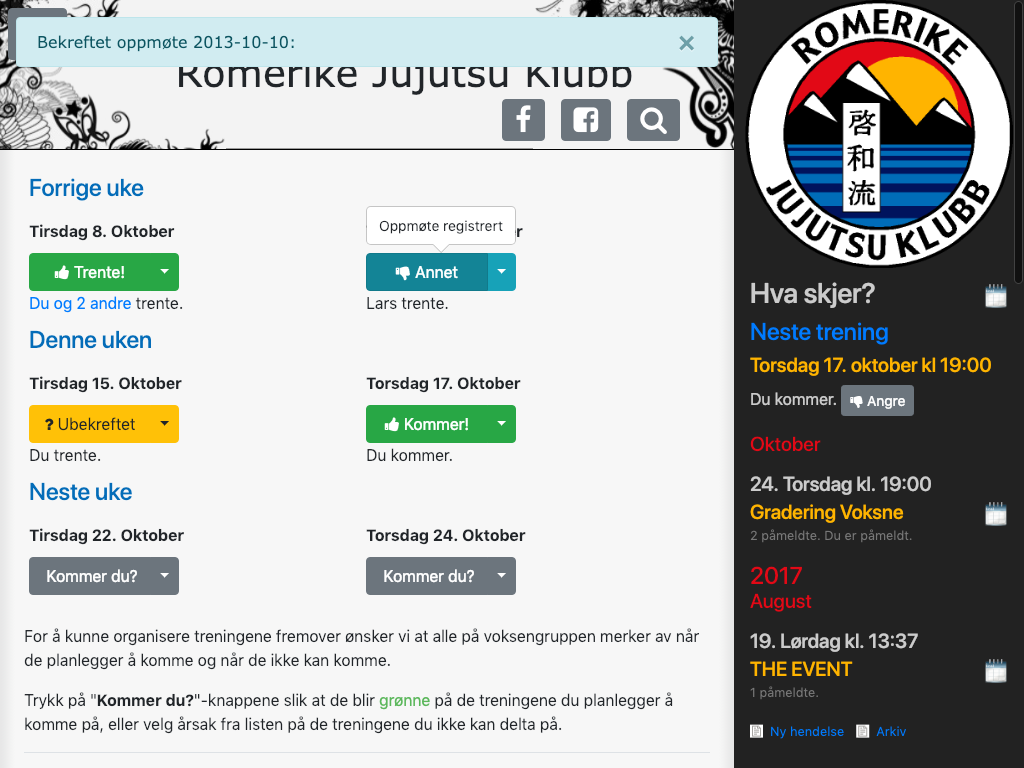 Bekreftet oppmøte 2013-10-10:
×
Romerike Jujutsu Klubb
Forrige uke
Tirsdag 8. Oktober
Oppmøte registrert
r
Trente!
Annet
Du og 2 andre trente.
Lars trente.
Denne uken
Tirsdag 15. Oktober
Torsdag 17. Oktober
? Ubekreftet
Kommer!
Du trente.
Du kommer.
Neste uke
Tirsdag 22. Oktober
Torsdag 24. Oktober
Kommer du?
Kommer du?
For å kunne organisere treningene fremover ønsker vi at alle på voksengruppen merker av når
de planlegger å komme og når de ikke kan komme.
Trykk på "Kommer du?"-knappene slik at de blir grønne på de treningene du planlegger å
komme på, eller velg årsak fra listen på de treningene du ikke kan delta på.
ROMERIKE
啓和流
JUJUTSU KLUBB
Hva skjer?
Neste trening
Torsdag 17. oktober kl 19:00
Du kommer. Angre
Oktober
24. Torsdag kl. 19:00
Gradering Voksne
2 påmeldte. Du er påmeldt.
2017
August
19. Lørdag kl. 13:37
THE EVENT
1 påmeldte.
Ny hendelse Arkiv